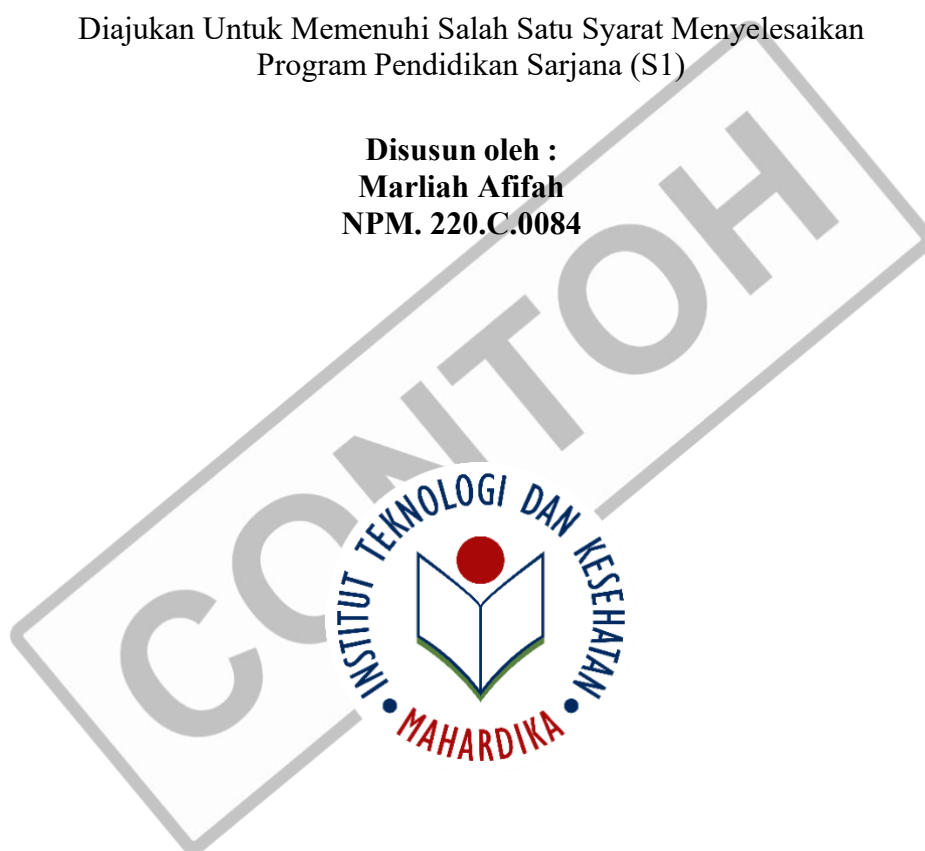 Diajukan Untuk Memenuhi Salah Satu Syarat Menyelesaikan
Program Pendidikan Sarjana (S1)
Disusun oleh :
Marliah Afifah
NPM. 220.C.0084
CONTOH
INSTITUT TEKNOLOGI DAN KESEHATAN
MAHARDIKA